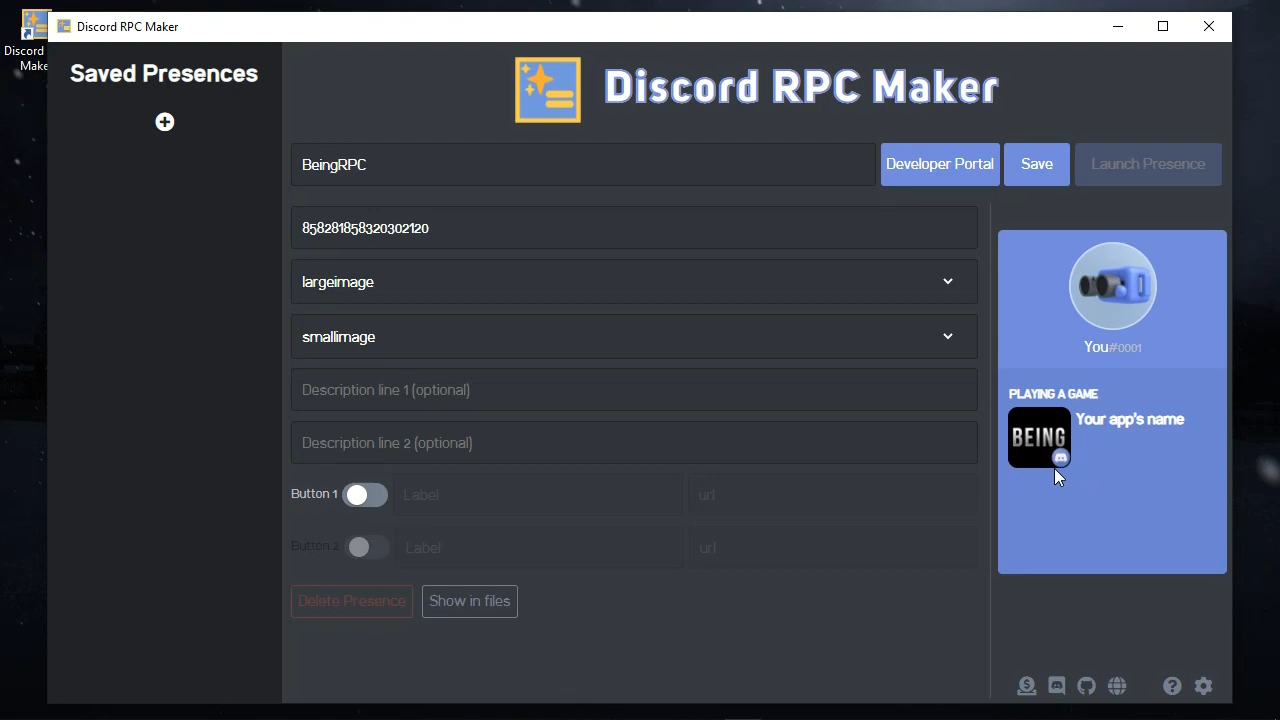 Discord
Make
Discord RPC Maker
Saved Presences
Discord RPC Maker
BeingRPC
Developer Portal
Save
Launch Presence
858281858320302120
largeimage
smallimage
Description line 1 (optional)
Description line 2 (optional)
Button 1
Label
url
Button 2
Label
url
Delete Presence
Show in files
You#0001
PLAYING A GAME
Your app's name
BEING